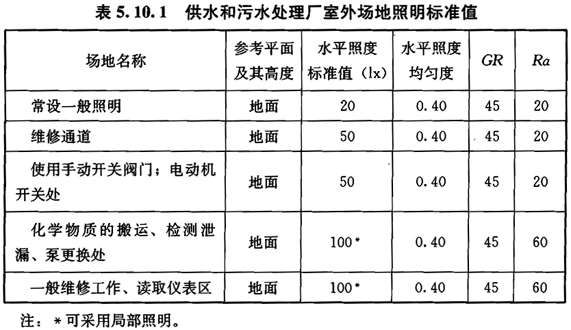 表 5.10.1 供水和污水处理厂室外场地照明标准值
场地名称 参考平面及其高度 水平照度标准值（lx） 水平照度均匀度 GR Ra
常设一般照明 地面 20 0.40 45 20
维修通道 地面 50 0.40 45 20
使用手动开关阀门；电动机开关处 地面 50 0.40 45 20
化学物质的搬运、检测泄漏、泵更换处 地面 100* 0.40 45 60
一般维修工作、读取仪表区 地面 100* 0.40 45 60
注：*可采用局部照明。